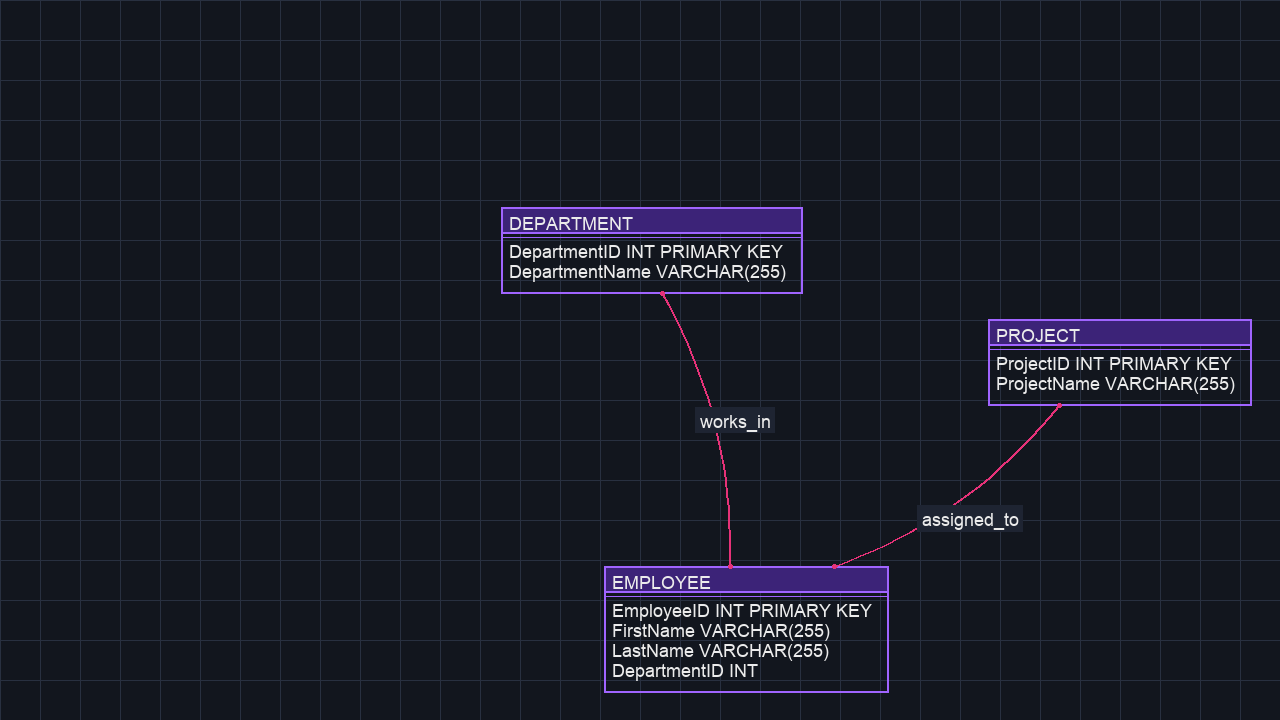 DEPARTMENT
DepartmentID INT PRIMARY KEY
DepartmentName VARCHAR(255)
PROJECT
ProjectID INT PRIMARY KEY
ProjectName VARCHAR(255)
works_in
assigned_to
EMPLOYEE
EmployeeID INT PRIMARY KEY
FirstName VARCHAR(255)
LastName VARCHAR(255)
DepartmentID INT